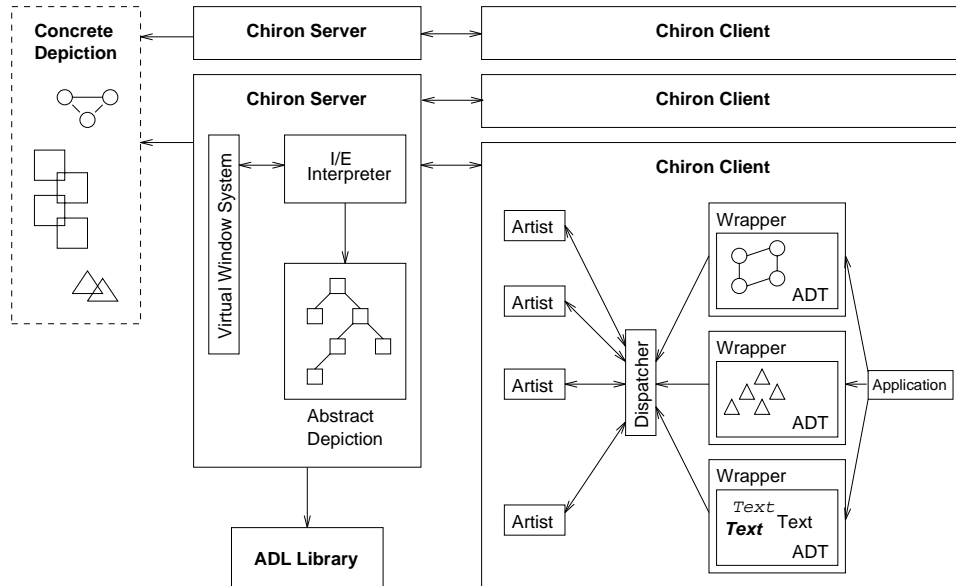 Concrete
Depiction
Chiron Server
Chiron Client
Chiron Server
Chiron Client
Virtual Window System
I/E
Interpreter
Abstract
Depiction
ADL Library
Chiron Client
Artist
Artist
Artist
Artist
Dispatcher
Wrapper
ADT
Wrapper
ADT
Wrapper
Text
Text Text
ADT
Application